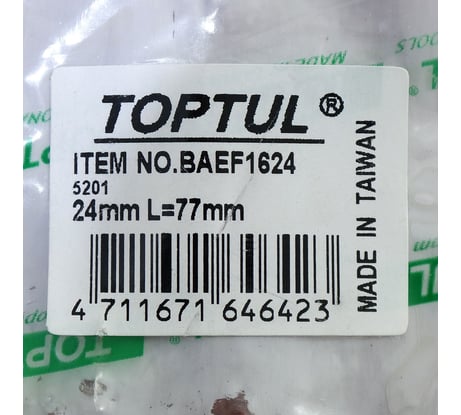 TOPTUL®
ITEM NO.BAEF1624
5201
24mm L=77mm
4 711671 646423
MADE IN TAIWAN